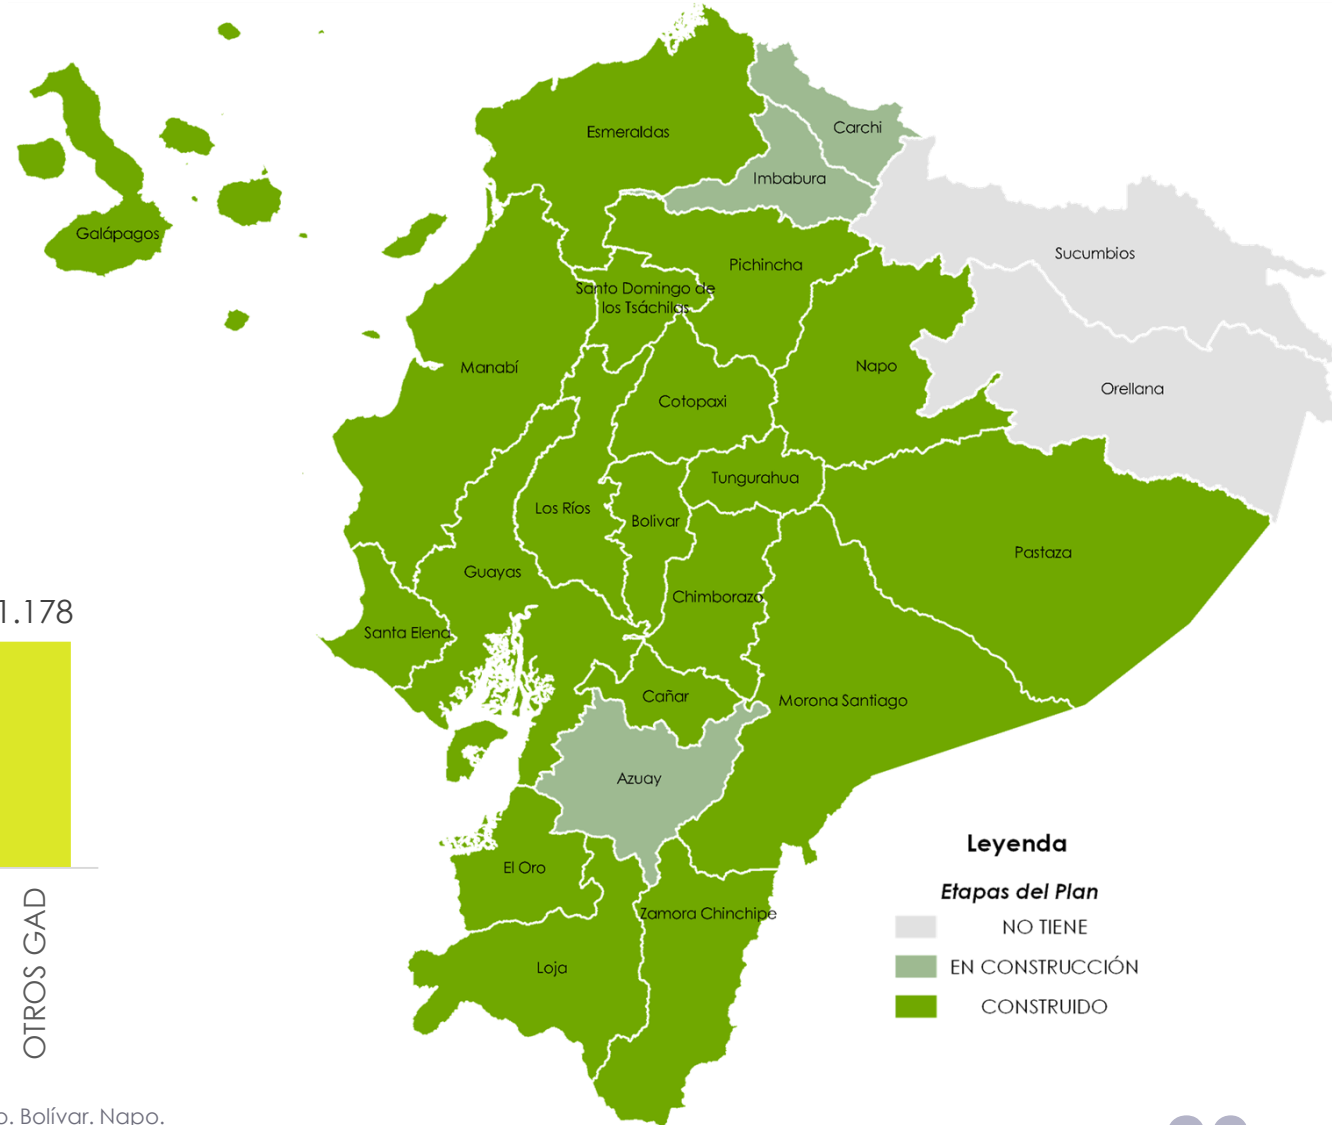 Esmeraldas
Carchi
Imbabura
Galápagos
Sucumbios
Pichincha
Santo Domingo de
los Tsáchilas
Manabí
Napo
Orellana
Cotopaxi
Tungurahua
Los Ríos
Bolivar
Pastaza
Guayas
Chimborazo
1.178
Santa Elena
Cañar
Morona Santiago
Azuay
El Oro
Zamora Chinchipe
Loja
Leyenda
Etapas del Plan
NO TIENE
EN CONSTRUCCIÓN
CONSTRUIDO
OTROS GAD
o. Bolívar. Napo.